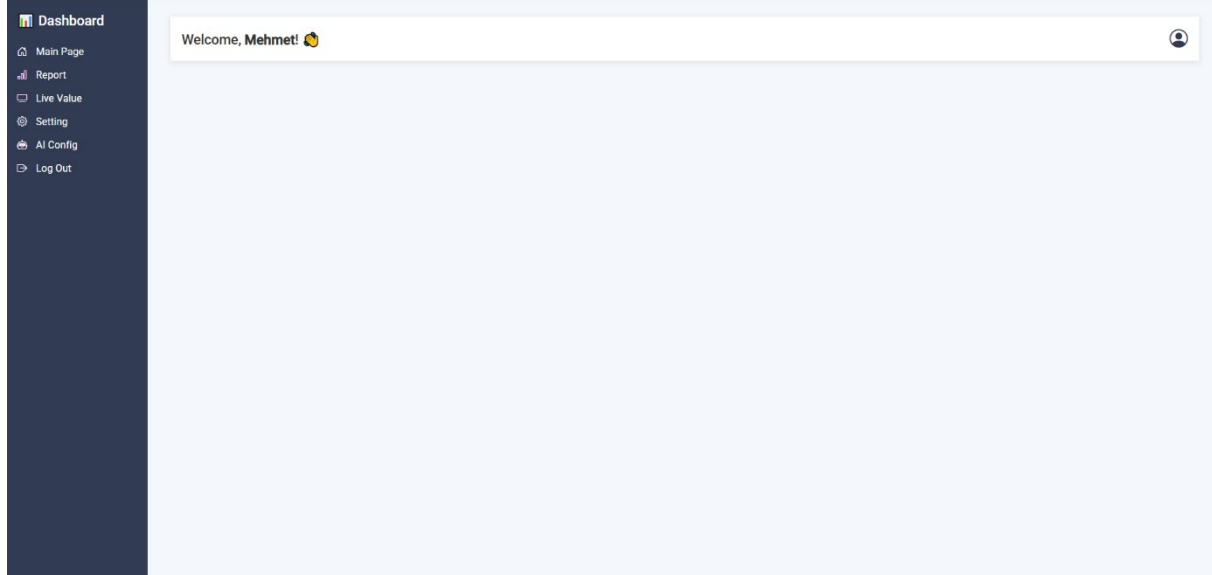 Dashboard
Main Page
Report
Live Value
Setting
AI Config
Log Out
Welcome, Mehmet!